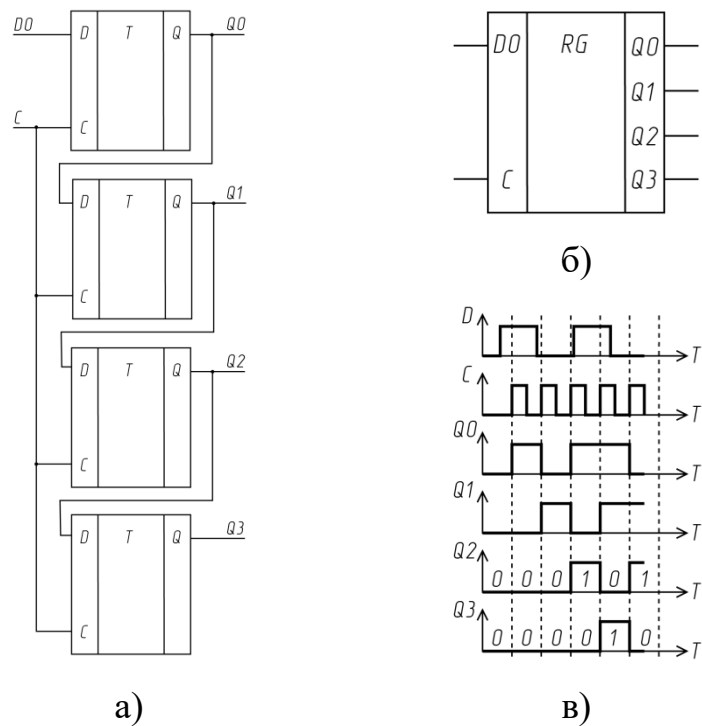 D0 D T Q Q0
C C
D T Q Q1
C
D T Q Q2
C
D T Q Q3
C
а)
D0 RG Q0
Q1
Q2
C Q3
б)
D T
C T
Q0 T
Q1 T
Q2 0 0 0 1 0 1 T
Q3 0 0 0 0 1 0 T
в)